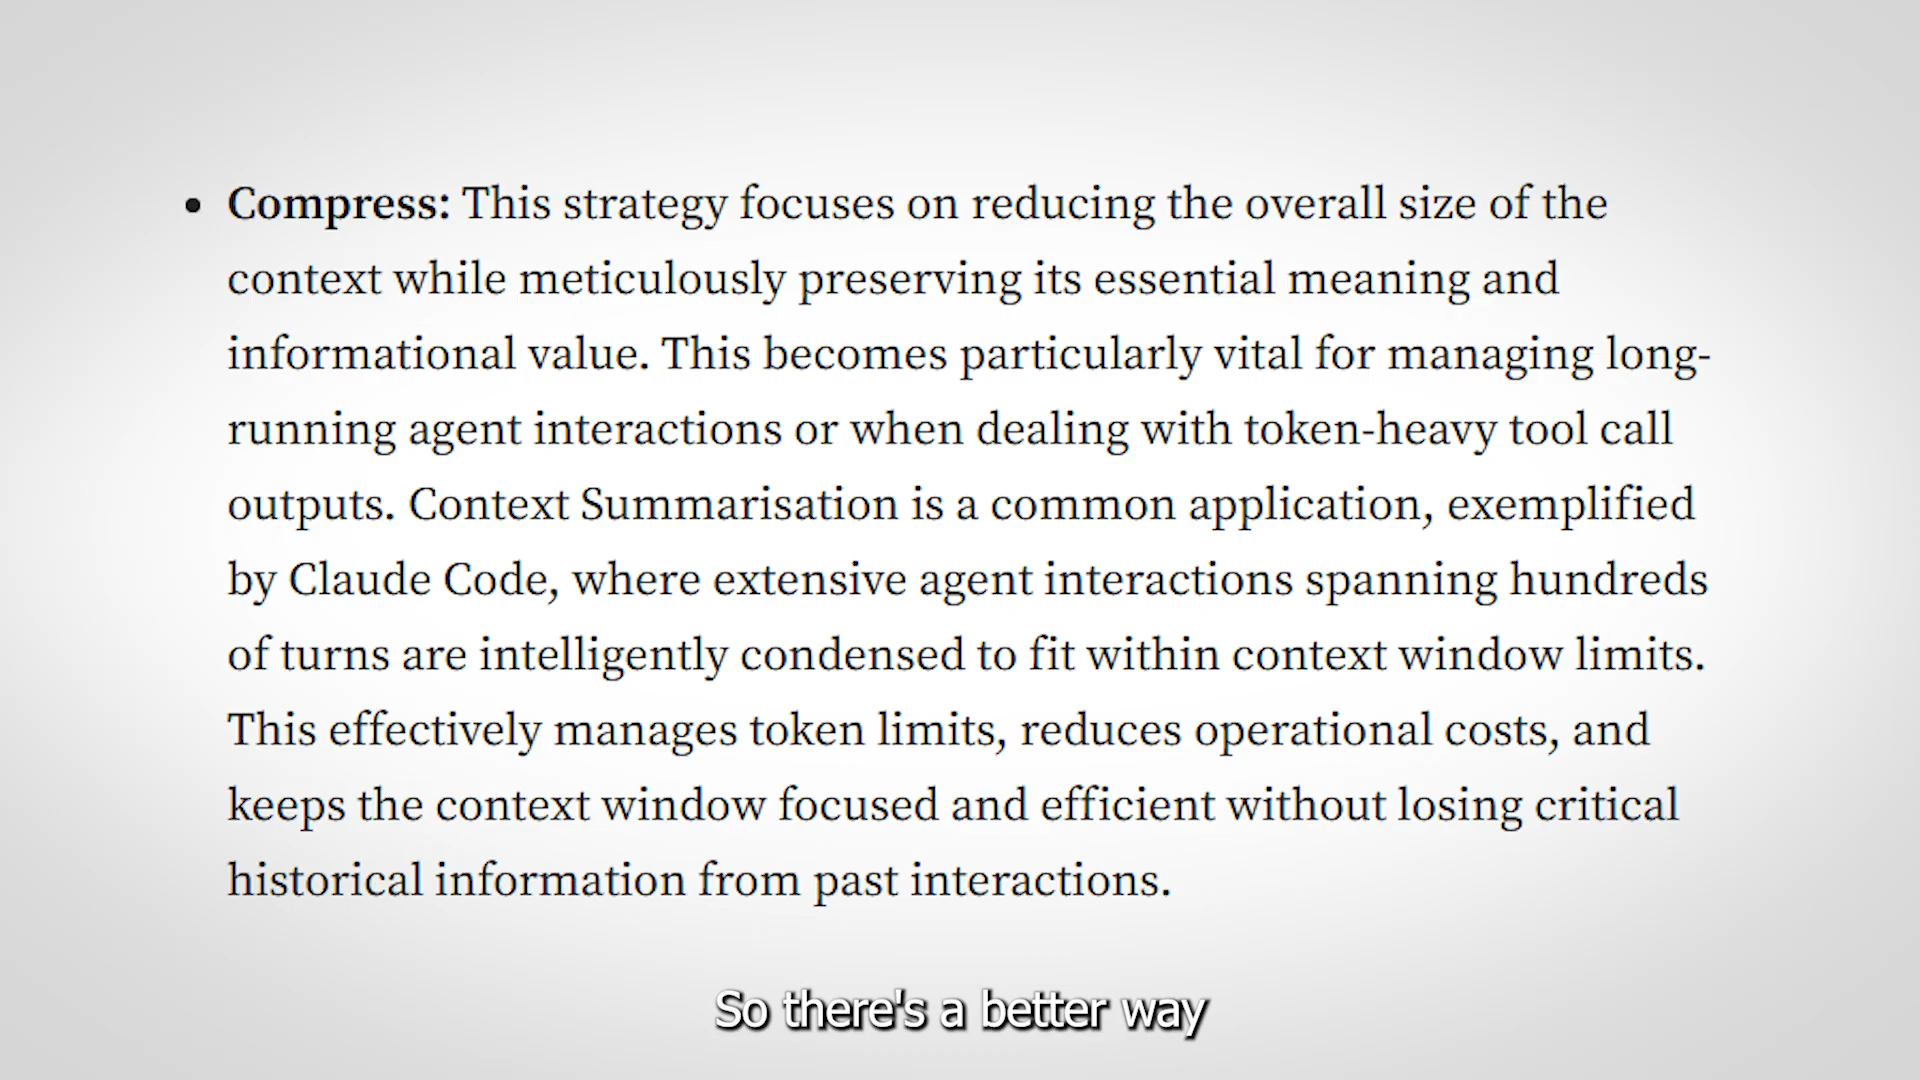 • Compress: This strategy focuses on reducing the overall size of the
context while meticulously preserving its essential meaning and
informational value. This becomes particularly vital for managing long-
running agent interactions or when dealing with token-heavy tool call
outputs. Context Summarisation is a common application, exemplified
by Claude Code, where extensive agent interactions spanning hundreds
of turns are intelligently condensed to fit within context window limits.
This effectively manages token limits, reduces operational costs, and
keeps the context window focused and efficient without losing critical
historical information from past interactions.
So there's a better way